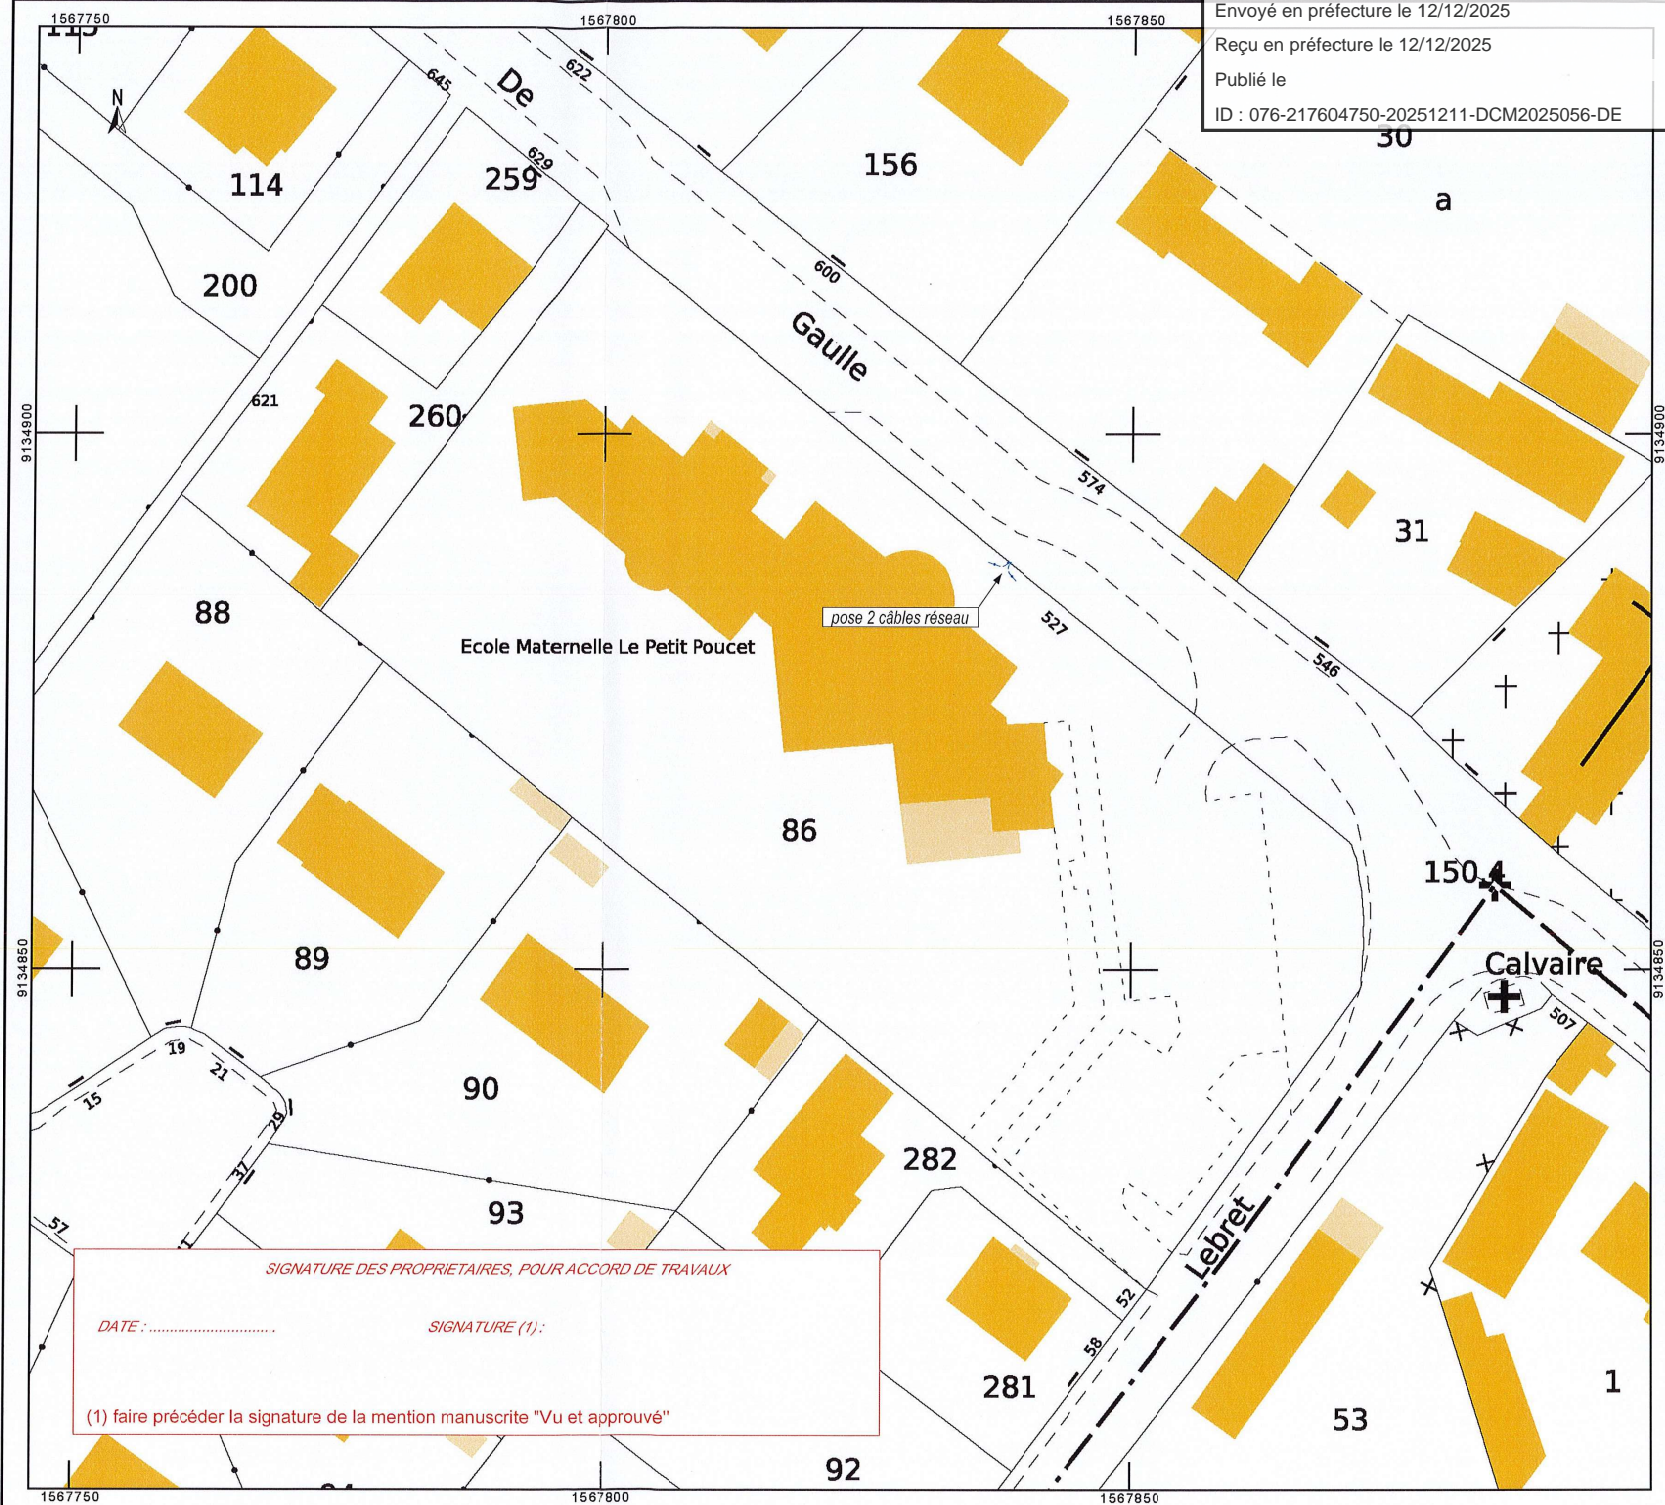 1567750
1567800
1567850
Envoyé en préfecture le 12/12/2025
Reçu en préfecture le 12/12/2025
Publié le
ID : 076-217604750-20251211-DCM2025056-DE
115
N
645
De
622
629
259
114
156
30
a
200
600
Gaulle
621
260
9134900
9134900
574
31
88
pose 2 câbles réseau
527
Ecole Maternelle Le Petit Poucet
546
86
150.4
89
9134850
9134850
Calvaire
507
19
21
15
29
90
37
282
93
57
Lebret
SIGNATURE DES PROPRIETAIRES, POUR ACCORD DE TRAVAUX
DATE : ..............................
SIGNATURE (1) :
(1) faire précéder la signature de la mention manuscrite "Vu et approuvé"
52
58
281
1
53
92
1567750
1567800
1567850